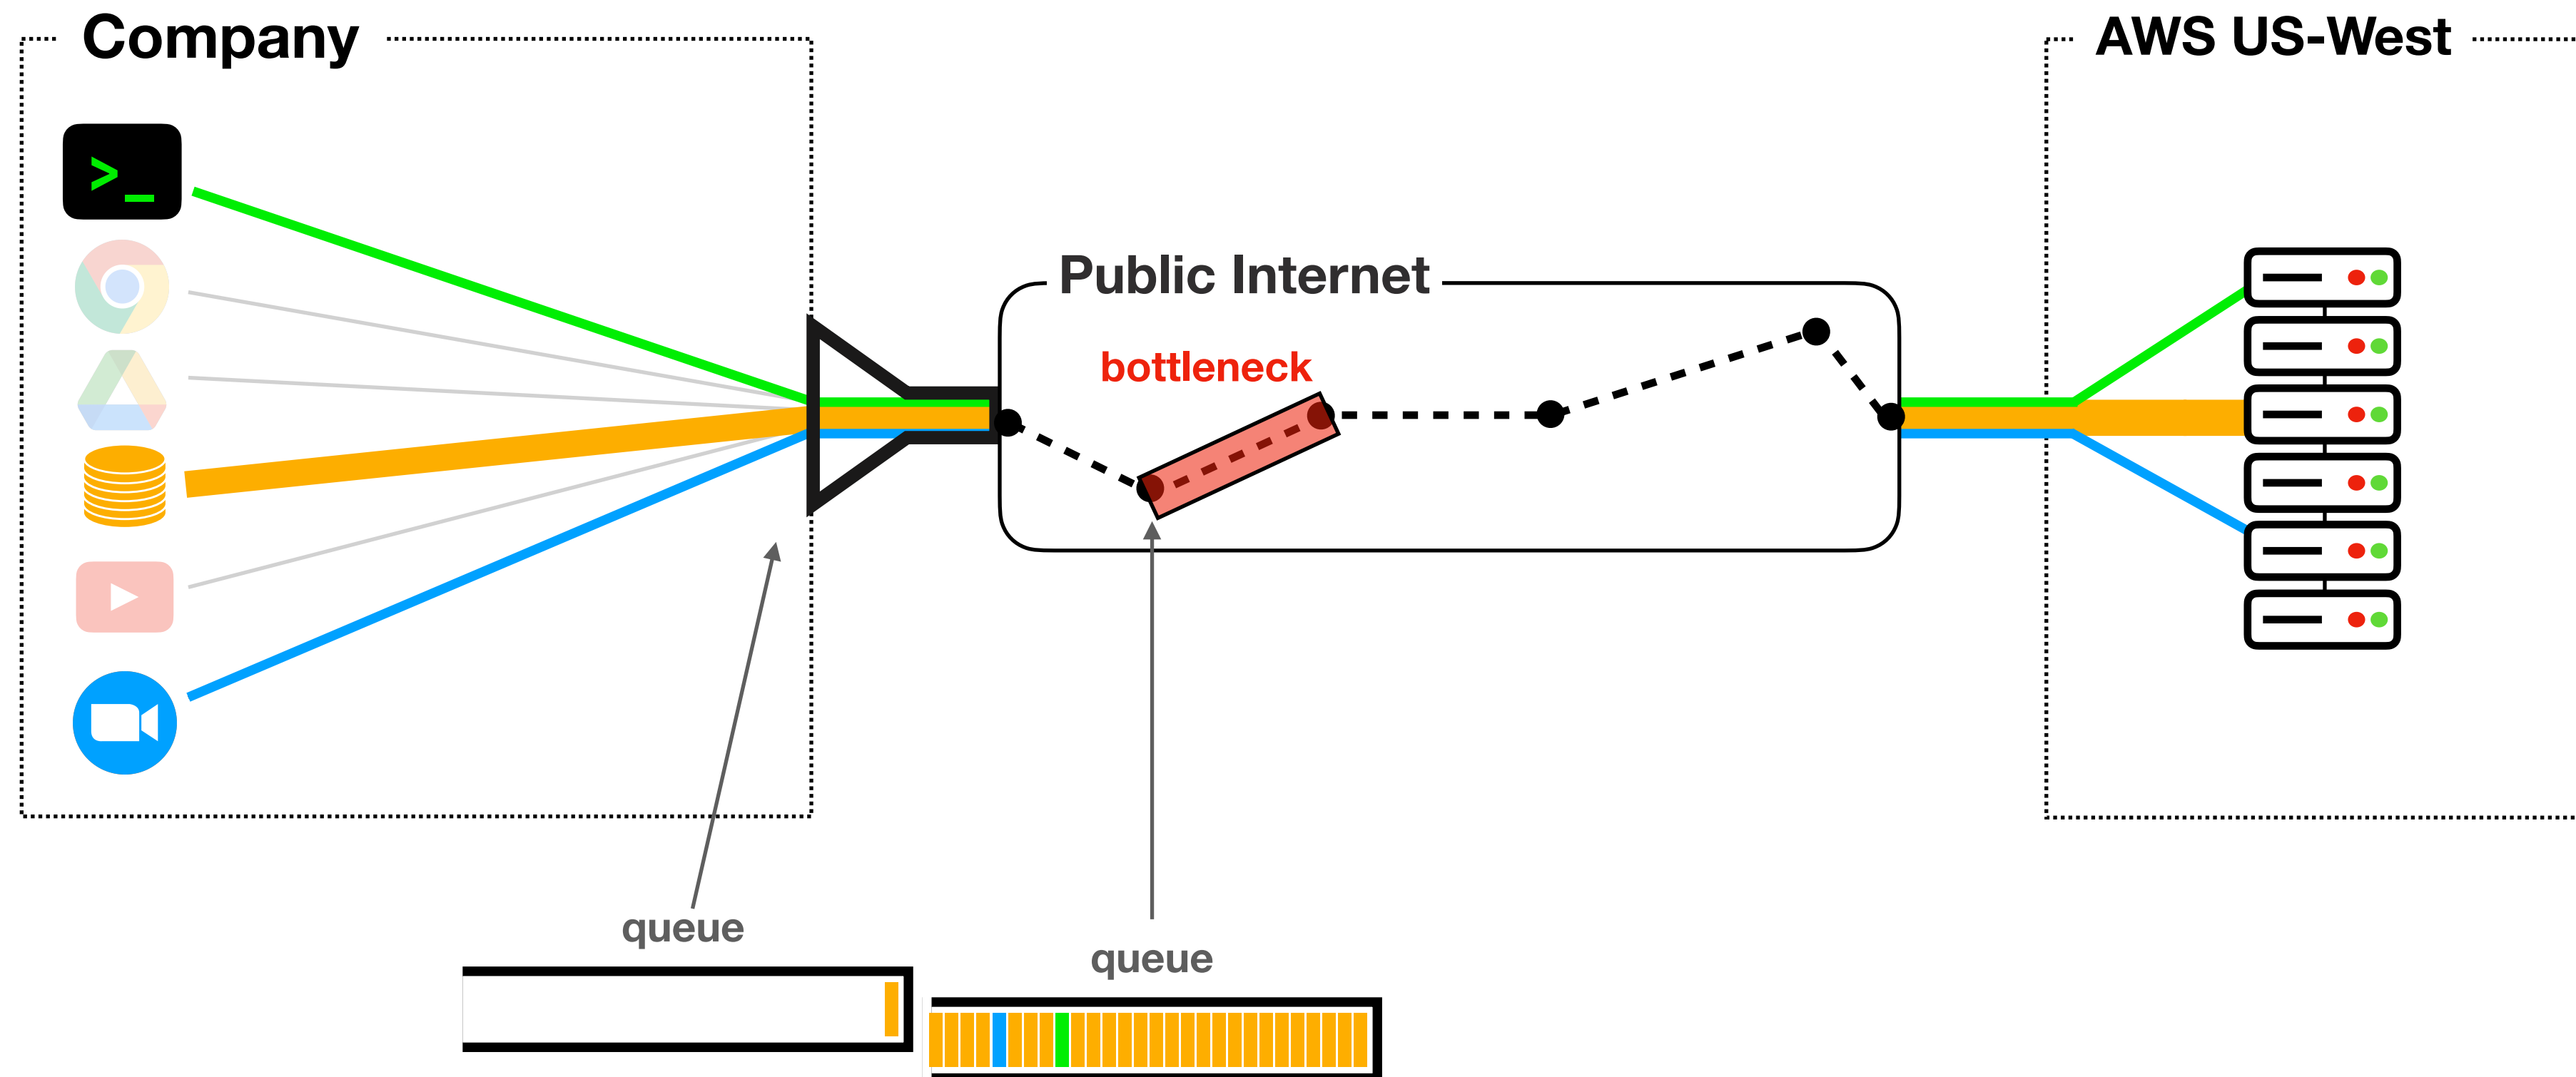 Company
AWS US-West
>_
Public Internet
bottleneck
queue
queue